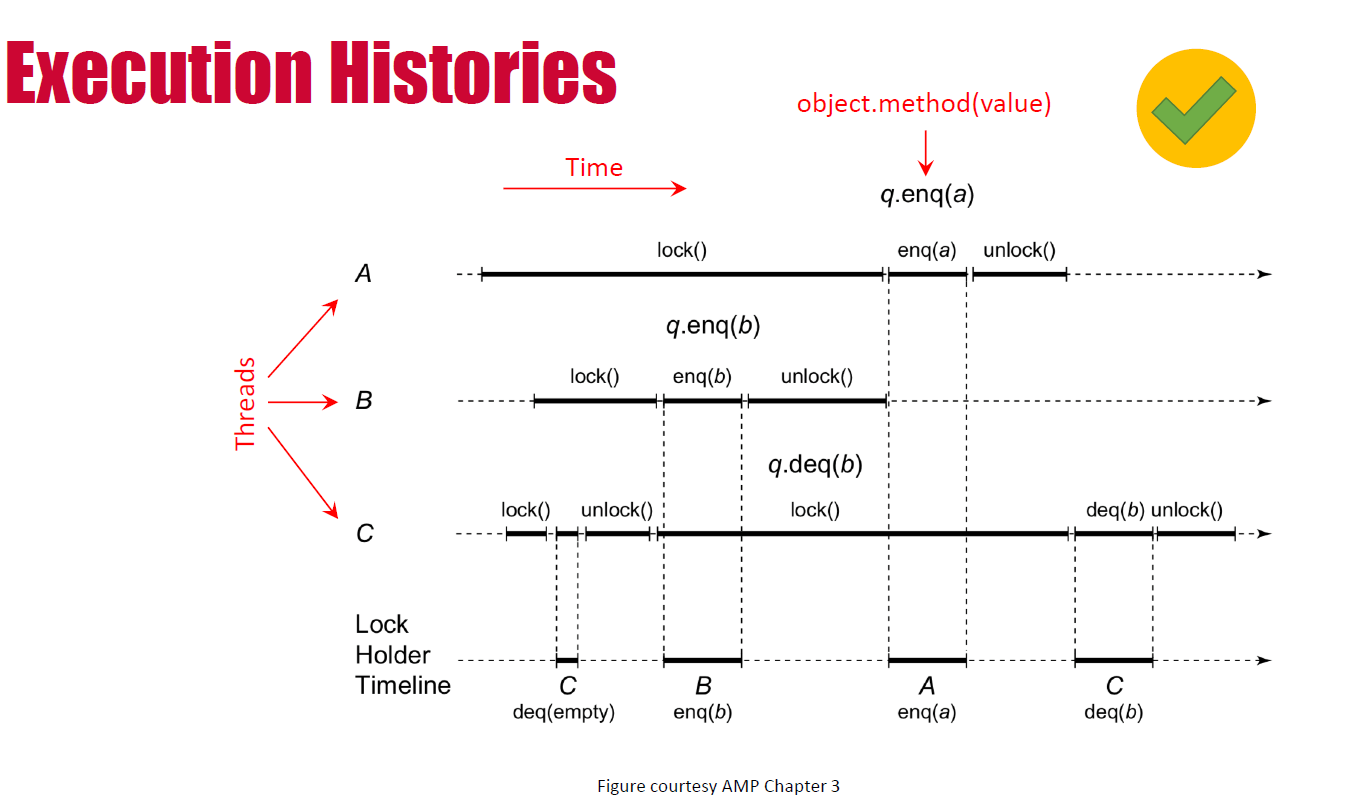 Execution Histories
object.method(value)
Time
q.enq(a)
lock() enq(a) unlock()
A
q.enq(b)
lock() enq(b) unlock()
Threads
B
q.deq(b)
lock() unlock() lock() deq(b) unlock()
C
Lock
Holder
Timeline
C B A C
deq(empty) enq(b) enq(a) deq(b)
Figure courtesy AMP Chapter 3